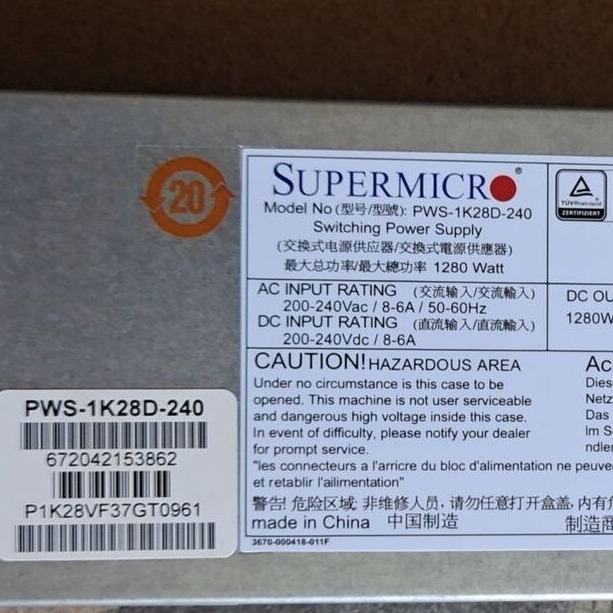 20
SUPERMICRO®
Model No (型号/型號): PWS-1K28D-240
Switching Power Supply
(交换式电源供应器/交換式電源供應器)
最大总功率/最大總功率 1280 Watt
TÜVRheinland
ZERTIFIZIERT
AC INPUT RATING (交流输入/交流輸入)
200-240Vac / 8-6A / 50-60Hz
DC INPUT RATING (直流输入/直流輸入)
200-240Vdc / 8-6A
DC OU
1280W
CAUTION! HAZARDOUS AREA
Under no circumstance is this case to be
opened. This machine is not user serviceable
and dangerous high voltage inside this case.
In event of difficulty, please notify your dealer
for prompt service.
"les connecteurs a l'arricre du bloc d'alimentation ne peuve
et retablir l'ailimentation"
Ac
Diese
Netz
Das
Im S
ndler
警告! 危险区域: 非维修人员, 请勿任意打开盒盖, 内有危
made in China 中国制造
制造商
3670-000418-011F
PWS-1K28D-240
672042153862
P1K28VF37GT0961